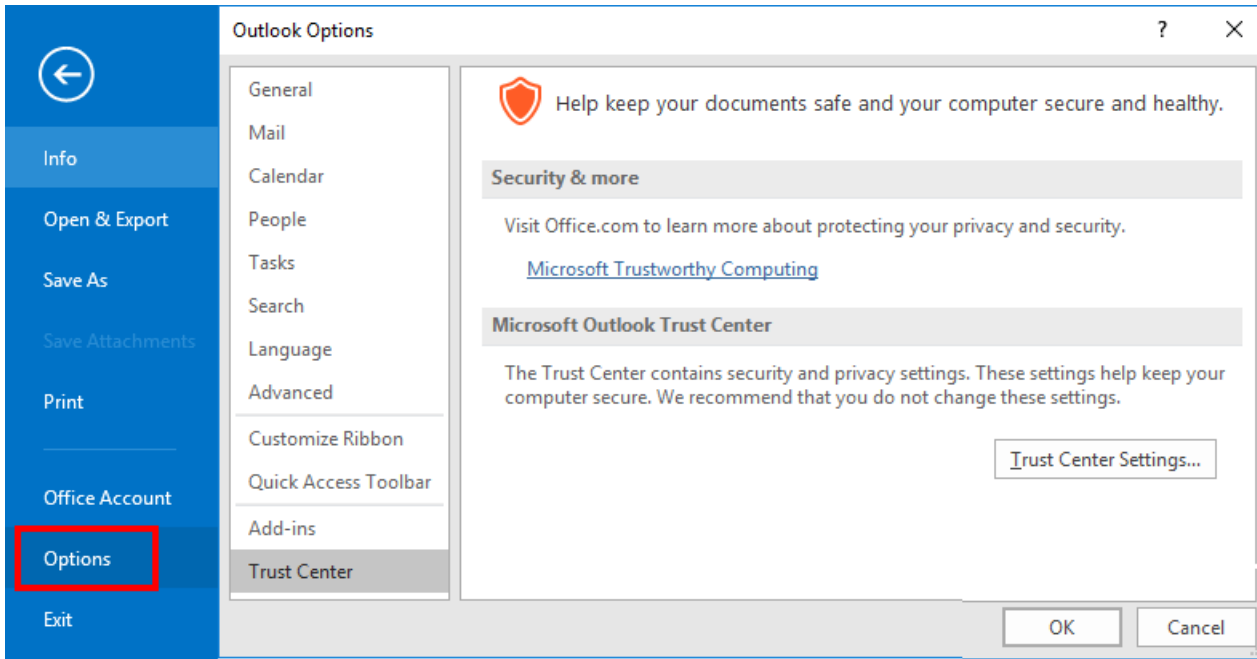 Outlook Options
?
Info
Open & Export
Save As
Save Attachments
Print
Office Account
Options
Exit
General
Mail
Calendar
People
Tasks
Search
Language
Advanced
Customize Ribbon
Quick Access Toolbar
Add-ins
Trust Center
Help keep your documents safe and your computer secure and healthy.
Security & more
Visit Office.com to learn more about protecting your privacy and security.
Microsoft Trustworthy Computing
Microsoft Outlook Trust Center
The Trust Center contains security and privacy settings. These settings help keep your
computer secure. We recommend that you do not change these settings.
Trust Center Settings...
OK
Cancel